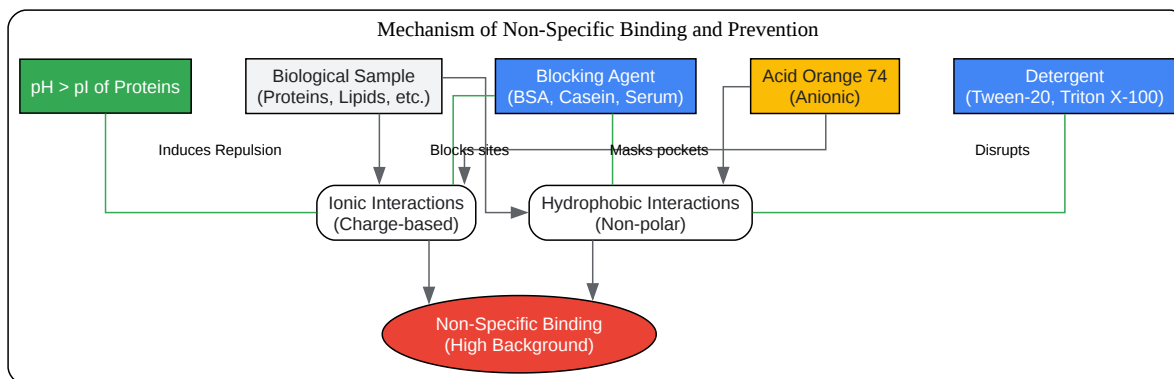 Mechanism of Non-Specific Binding and Prevention
pH > pI of Proteins
Biological Sample
(Proteins, Lipids, etc.)
Blocking Agent
(BSA, Casein, Serum)
Acid Orange 74
(Anionic)
Detergent
(Tween-20, Triton X-100)
Induces Repulsion
Blocks sites
Masks pockets
Disrupts
Ionic Interactions
(Charge-based)
Hydrophobic Interactions
(Non-polar)
Non-Specific Binding
(High Background)